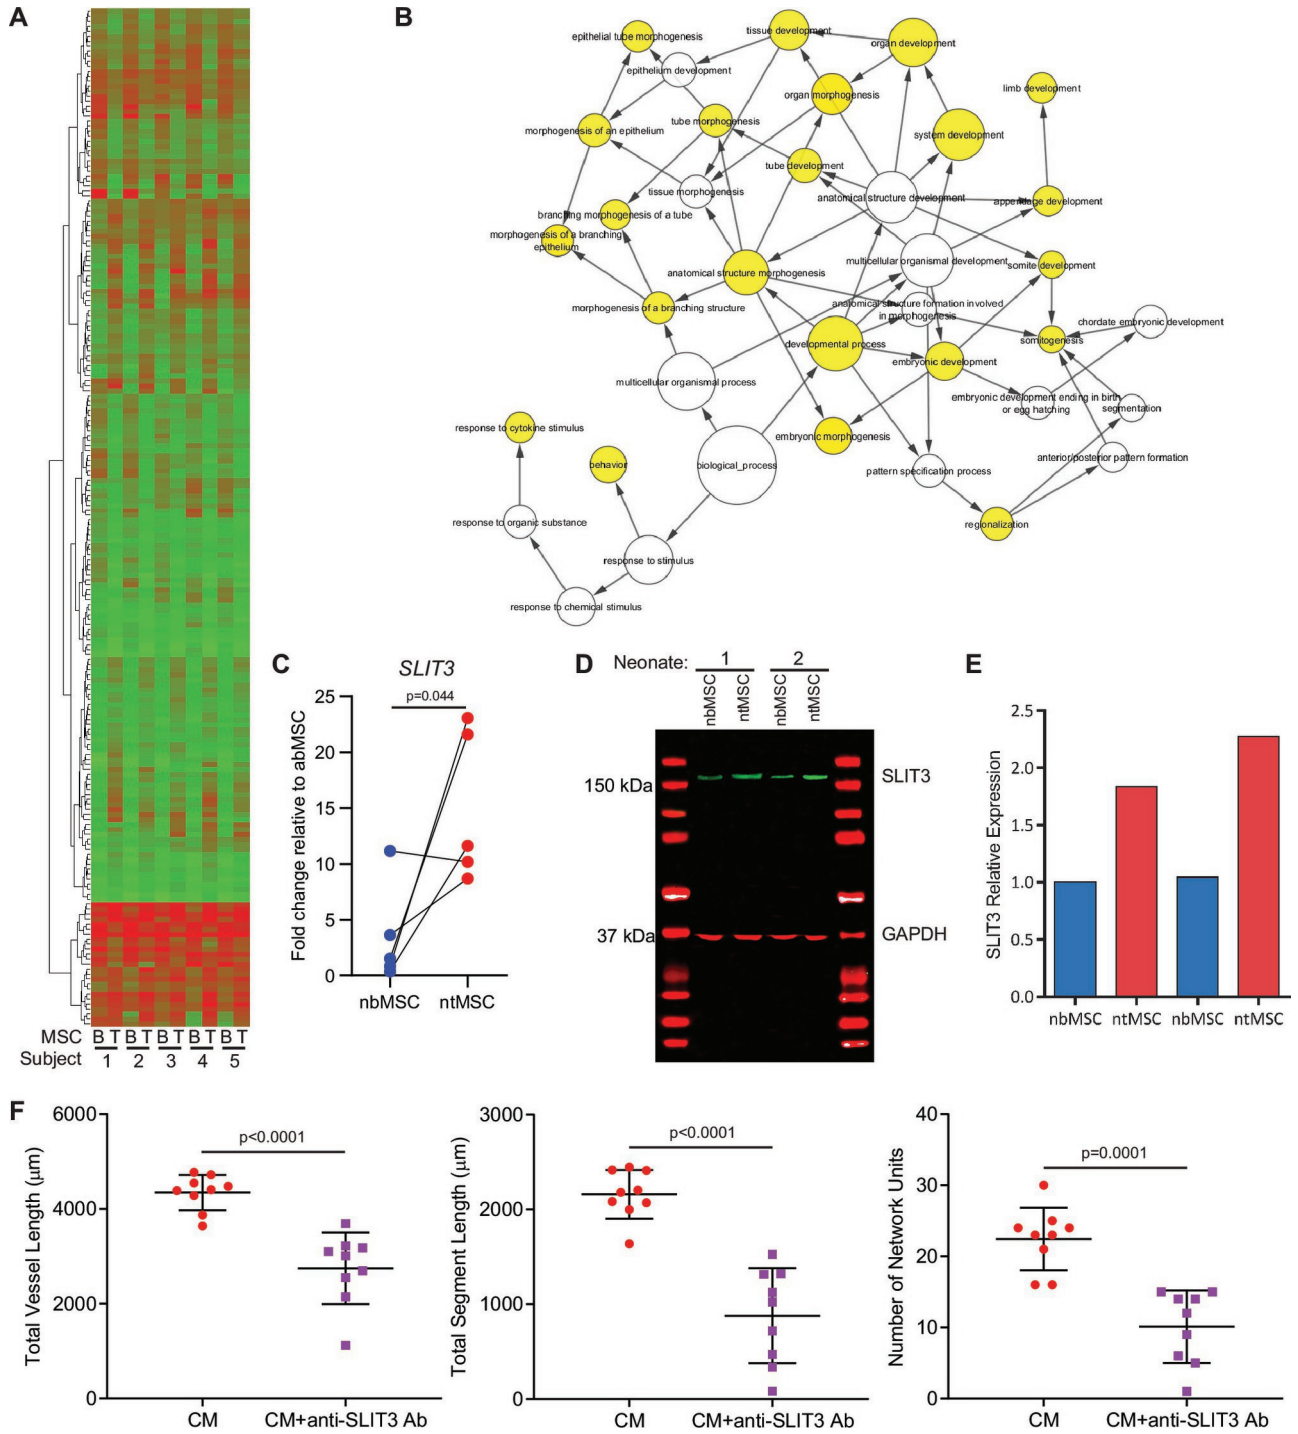 A
MSC B T B T B T B T B T
Subject 1 2 3 4 5
B
epithelial tube morphogenesis
tissue development
organ development
epithelium development
limb development
organ morphogenesis
morphogenesis of an epithelium
tube morphogenesis
system development
tube development
tissue morphogenesis
anatomical structure development
appendage development
branching morphogenesis of a tube
morphogenesis of a branching
epithelium
multicellular organismal development
somite development
anatomical structure morphogenesis
morphogenesis of a branching structure
anatomical structure formation involved
in morphogenesis
chordate embryonic development
developmental process
somitogenesis
embryonic development
multicellular organismal process
embryonic development ending in birth
or egg hatching
segmentation
response to cytokine stimulus
embryonic morphogenesis
behavior
biological_process
pattern specification process
anterior/posterior pattern formation
response to organic substance
regionalization
response to stimulus
response to chemical stimulus
C
SLIT3
p=0.044
Fold change relative to abMSC
25
20
15
10
5
0
nbMSC ntMSC
D
Neonate: 1 2
nbMSC ntMSC nbMSC ntMSC
150 kDa
SLIT3
37 kDa
GAPDH
E
SLIT3 Relative Expression
2.5
2.0
1.5
1.0
0.5
0.0
nbMSC ntMSC nbMSC ntMSC
F
Total Vessel Length (μm)
6000
4000
2000
0
p<0.0001
CM CM+anti-SLIT3 Ab
Total Segment Length (μm)
3000
2000
1000
0
p<0.0001
CM CM+anti-SLIT3 Ab
Number of Network Units
40
30
20
10
0
p=0.0001
CM CM+anti-SLIT3 Ab